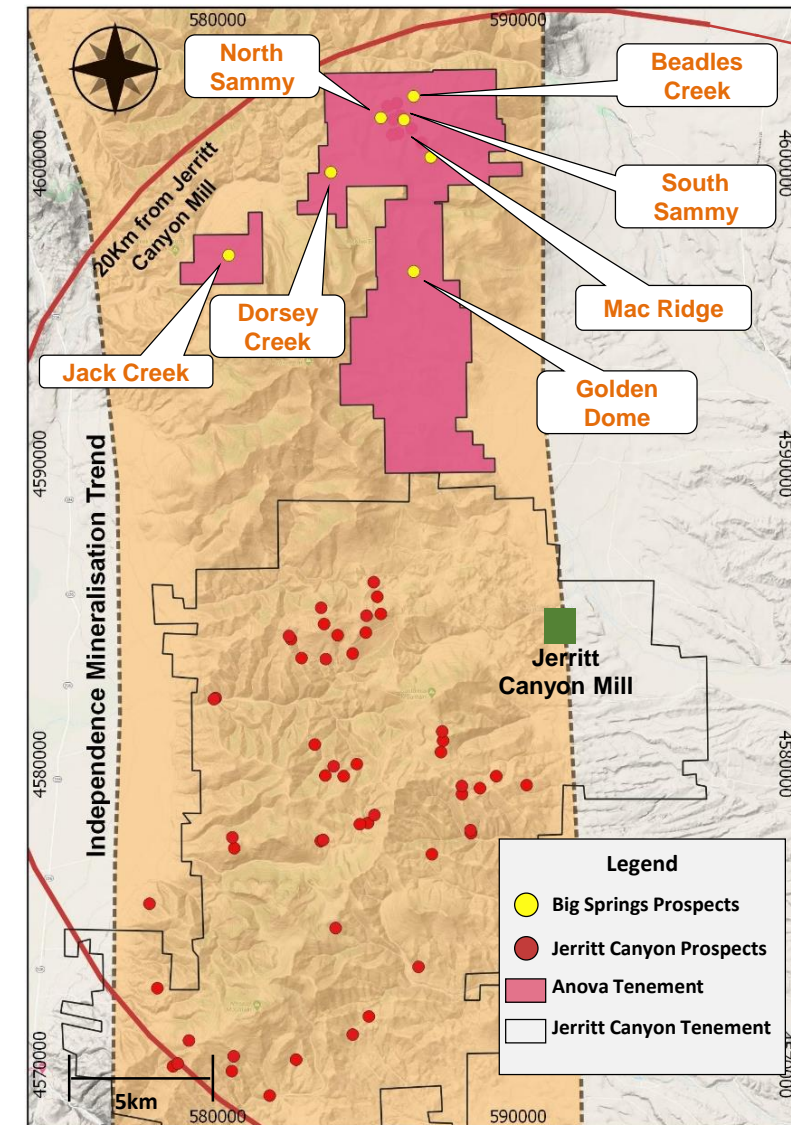 580000
590000
North
Sammy
Beadles
Creek
4600000
4600000
South
Sammy
20Km from Jerritt
Canyon Mill
Mac Ridge
Dorsey
Creek
Jack Creek
Golden
Dome
4590000
4590000
Independence Mineralisation Trend
Jerritt
Canyon Mill
4580000
4580000
Legend
Big Springs Prospects
Jerritt Canyon Prospects
Anova Tenement
Jerritt Canyon Tenement
4570000
5km
580000
590000